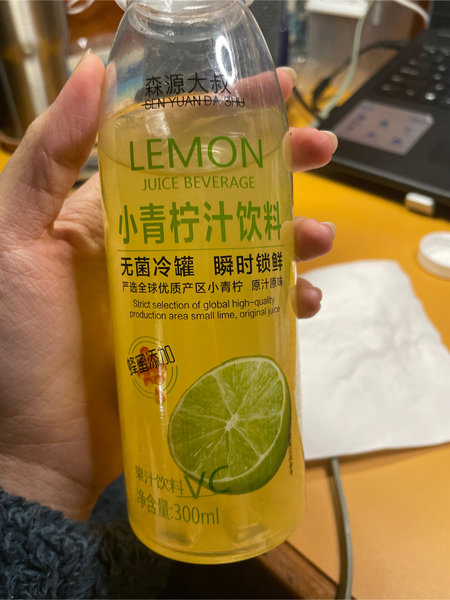 森源大叔
SEN YUAN DA SHU
LEMON
JUICE BEVERAGE
小青柠汁饮料
无菌冷罐 瞬时锁鲜
严选全球优质产区小青柠 原汁原味
Strict selection of global high-quality
production area small lime, original juice
蜂蜜添加
果汁饮料 VC
净含量:300ml